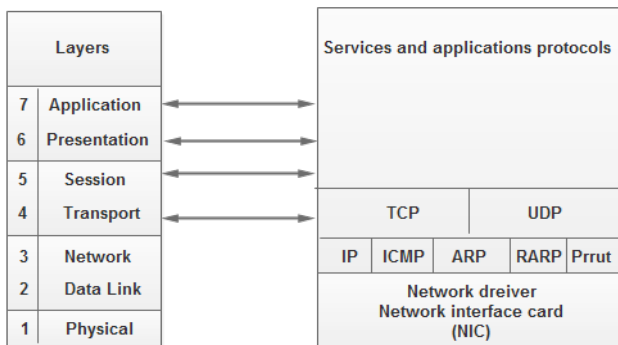 Layers
7 Application
6 Presentation
5 Session
4 Transport
3 Network
2 Data Link
1 Physical
Services and applications protocols
TCP UDP
IP ICMP ARP RARP Prrut
Network dreiver
Network interface card
(NIC)